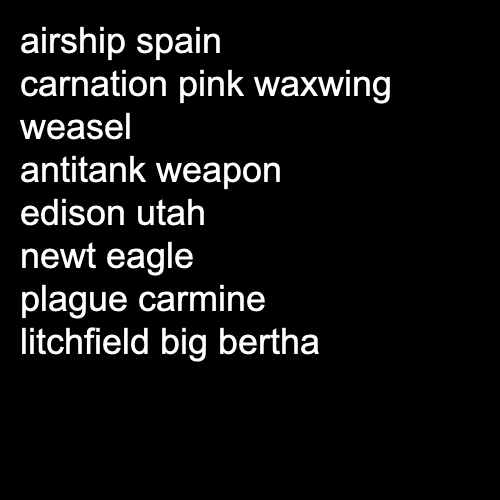 airship spain
carnation pink waxwing
weasel
antitank weapon
edison utah
newt eagle
plague carmine
litchfield big bertha